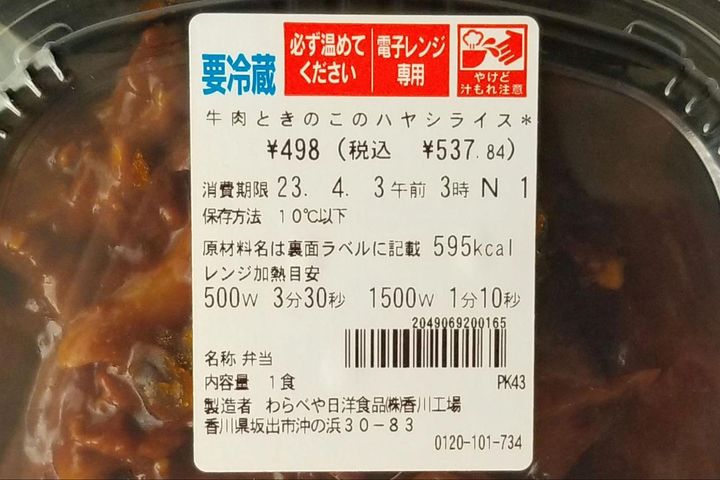 要冷蔵
必ず温めて
ください
電子レンジ
専用
やけど
汁もれ注意
牛肉ときのこのハヤシライス*
¥498 (税込 ¥537.84)
消費期限 23. 4. 3午前 3時 N 1
保存方法 10℃以下
原材料名は裏面ラベルに記載 595kcal
レンジ加熱目安
500W 3分30秒 1500W 1分10秒
2049069200165
名称 弁当
内容量 1食 PK43
製造者 わらべや日洋食品㈱香川工場
香川県坂出市沖の浜30-83
0120-101-734